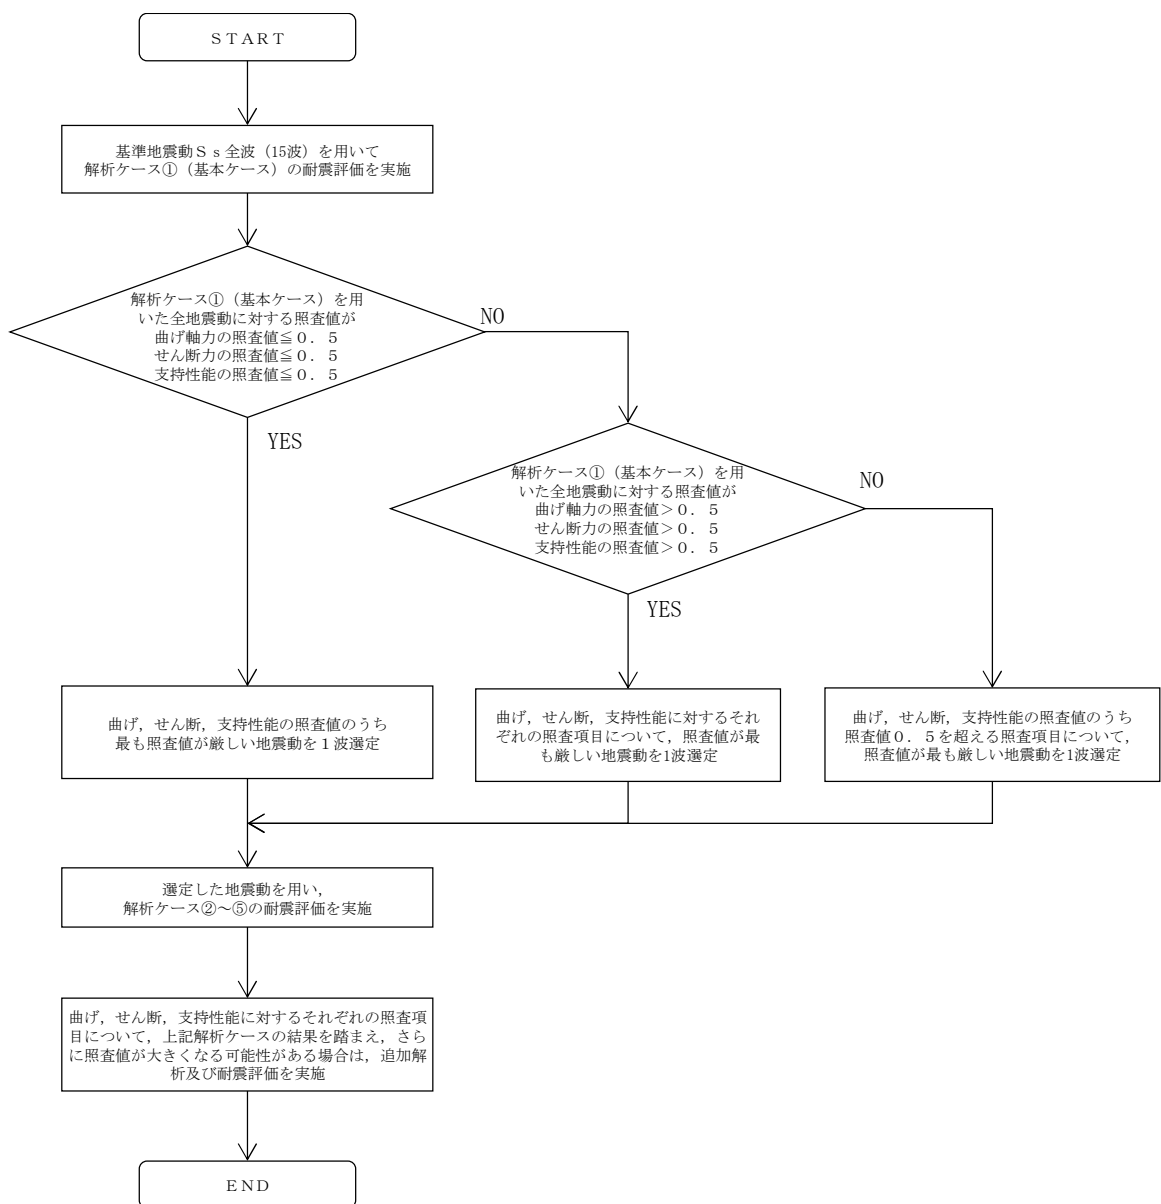 ＳＴＡＲＴ
基準地震動Ｓｓ全波（15波）を用いて
解析ケース①（基本ケース）の耐震評価を実施
解析ケース①（基本ケース）を用
いた全地震動に対する照査値が
曲げ軸力の照査値≦０．５
せん断力の照査値≦０．５
支持性能の照査値≦０．５
NO
YES
解析ケース①（基本ケース）を用
いた全地震動に対する照査値が
曲げ軸力の照査値＞０．５
せん断力の照査値＞０．５
支持性能の照査値＞０．５
NO
YES
曲げ，せん断，支持性能の照査値のうち
最も照査値が厳しい地震動を１波選定
曲げ，せん断，支持性能に対するそれ
ぞれの照査項目について，照査値が最
も厳しい地震動を1波選定
曲げ，せん断，支持性能の照査値のうち
照査値０．５を超える照査項目について，
照査値が最も厳しい地震動を1波選定
選定した地震動を用い，
解析ケース②～⑤の耐震評価を実施
曲げ，せん断，支持性能に対するそれぞれの照査項
目について，上記解析ケースの結果を踏まえ，さら
に照査値が大きくなる可能性がある場合は，追加解
析及び耐震評価を実施
ＥＮＤ